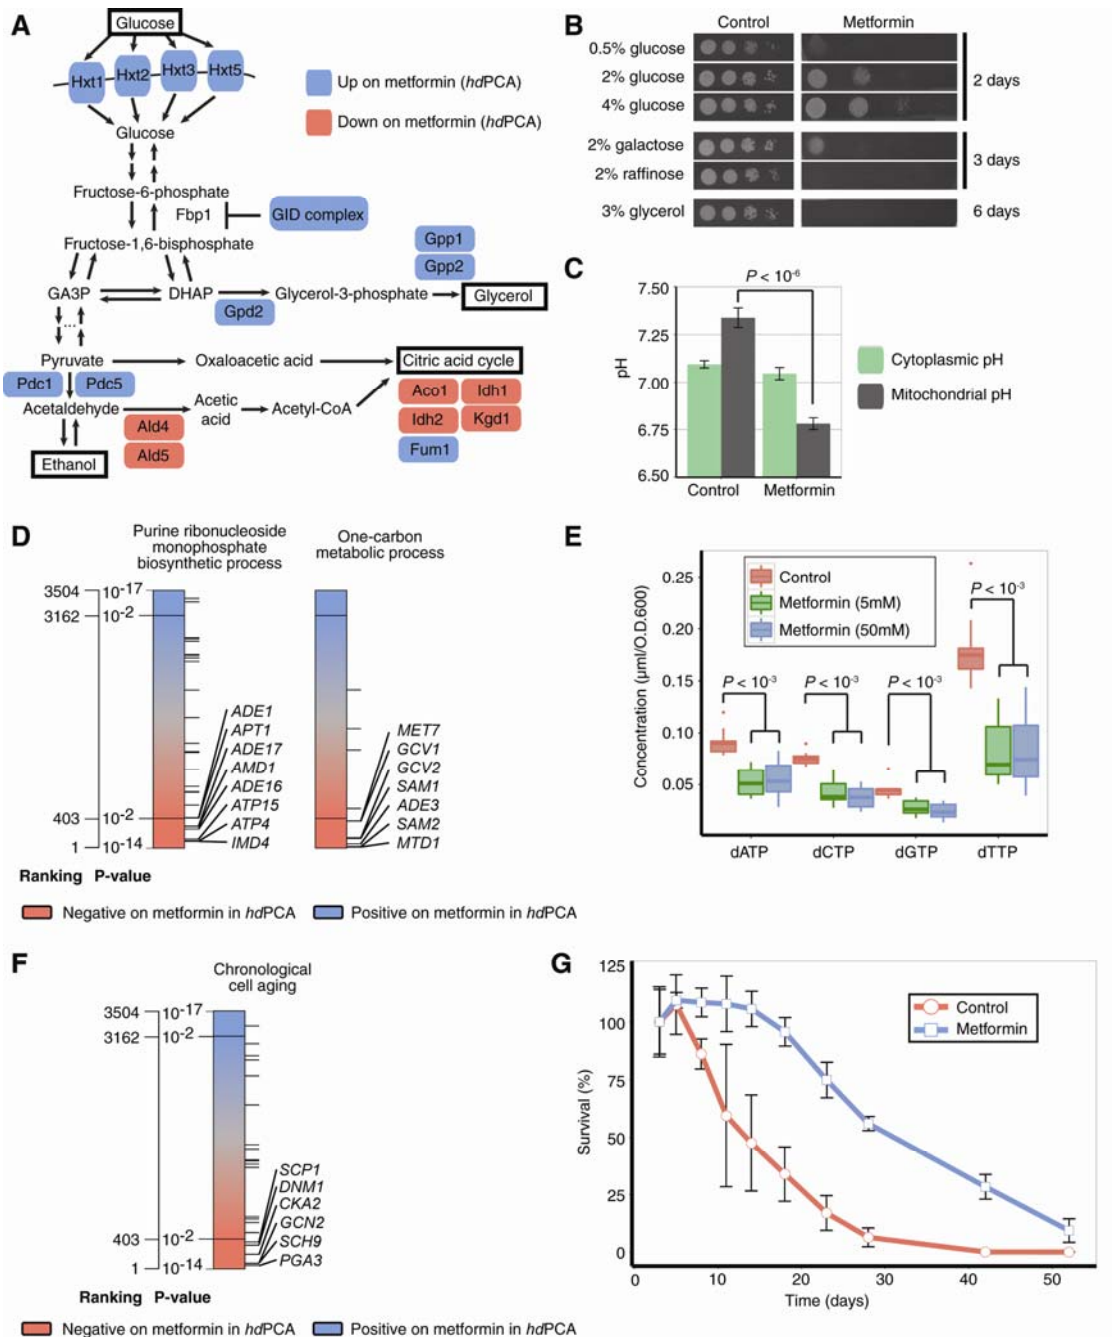 A
Glucose
Hxt1
Hxt2
Hxt3
Hxt5
Up on metformin (hdPCA)
Down on metformin (hdPCA)
Glucose
Fructose-6-phosphate
Fbp1
GID complex
Fructose-1,6-bisphosphate
Gpp1
Gpp2
GA3P
DHAP
Glycerol-3-phosphate
Glycerol
Gpd2
...
Pyruvate
Oxaloacetic acid
Citric acid cycle
Pdc1
Pdc5
Aco1
Idh1
Acetaldehyde
Acetic
acid
Acetyl-CoA
Ald4
Idh2
Kgd1
Ald5
Fum1
Ethanol
B
Control
Metformin
0.5% glucose
2% glucose
4% glucose
2 days
2% galactose
2% raffinose
3 days
3% glycerol
6 days
C
P < 10-6
7.50
7.25
7.00
6.75
6.50
pH
Control
Metformin
Cytoplasmic pH
Mitochondrial pH
D
Purine ribonucleoside
monophosphate
biosynthetic process
One-carbon
metabolic process
3504
10-17
3162
10-2
403
10-2
1
10-14
ADE1
APT1
ADE17
AMD1
ADE16
ATP15
ATP4
IMD4
MET7
GCV1
GCV2
SAM1
ADE3
SAM2
MTD1
Ranking P-value
Negative on metformin in hdPCA
Positive on metformin in hdPCA
E
Control
Metformin (5mM)
Metformin (50mM)
P < 10-3
P < 10-3
P < 10-3
P < 10-3
0.25
0.20
0.15
0.10
0.05
Concentration (µml/O.D.600)
dATP
dCTP
dGTP
dTTP
F
Chronological
cell aging
3504
10-17
3162
10-2
403
10-2
1
10-14
SCP1
DNM1
CKA2
GCN2
SCH9
PGA3
Ranking P-value
Negative on metformin in hdPCA
Positive on metformin in hdPCA
G
125
100
75
50
25
0
Survival (%)
Control
Metformin
0
10
20
30
40
50
Time (days)